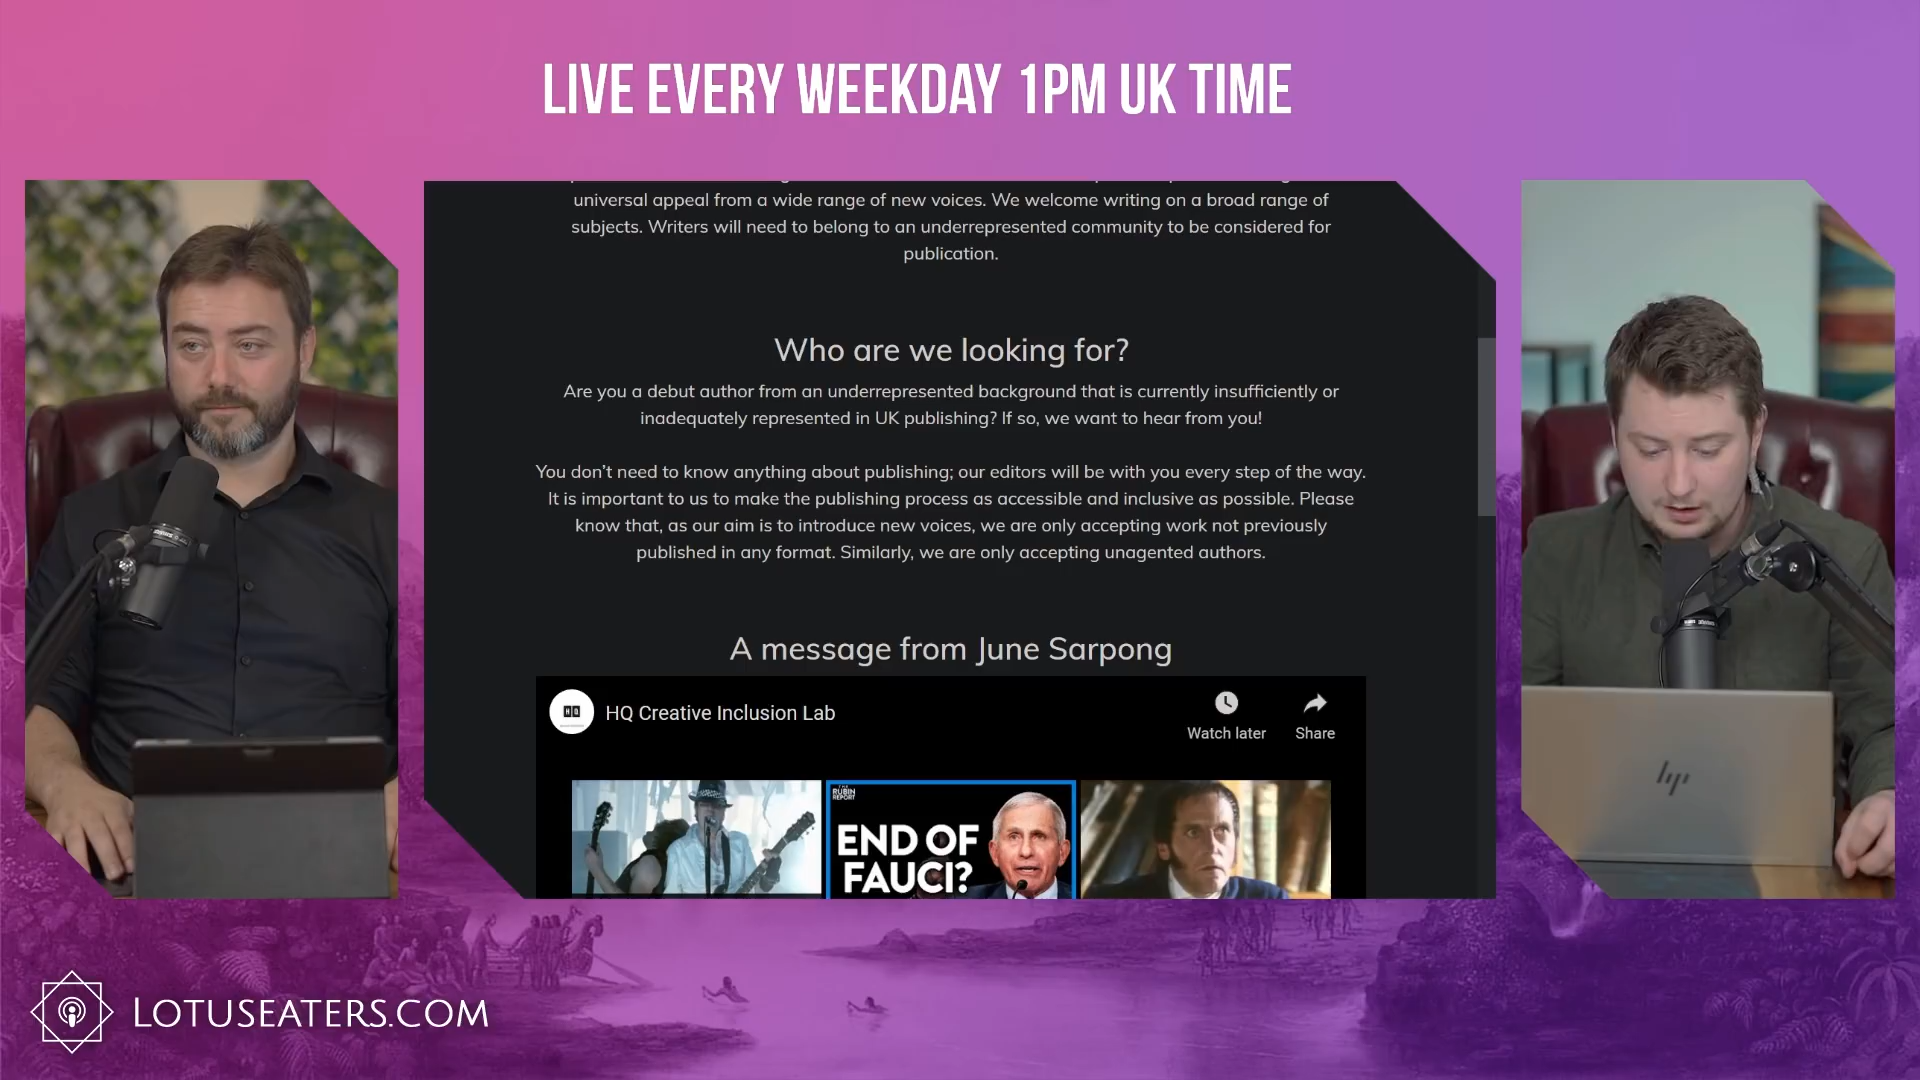 LIVE EVERY WEEKDAY 1PM UK TIME
universal appeal from a wide range of new voices. We welcome writing on a broad range of
subjects. Writers will need to belong to an underrepresented community to be considered for
publication.
Who are we looking for?
Are you a debut author from an underrepresented background that is currently insufficiently or
inadequately represented in UK publishing? If so, we want to hear from you!
You don't need to know anything about publishing; our editors will be with you every step of the way.
It is important to us to make the publishing process as accessible and inclusive as possible. Please
know that, as our aim is to introduce new voices, we are only accepting work not previously
published in any format. Similarly, we are only accepting unagented authors.
A message from June Sarpong
HQ
HQ Creative Inclusion Lab
Watch later
Share
THE
RUBIN
REPORT
END OF
FAUCI?
hp
LOTUSEATERS.COM